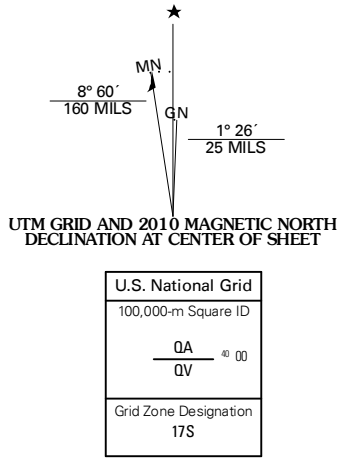 ★
MN
8° 60´
160 MILS
GN
1° 26´
25 MILS
UTM GRID AND 2010 MAGNETIC NORTH
DECLINATION AT CENTER OF SHEET
U.S. National Grid
100,000-m Square ID
QA
QV
40 00
Grid Zone Designation
17S